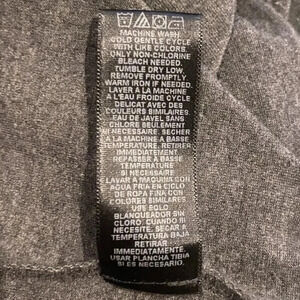 MACHINE WASH
COLD GENTLE CYCLE
WITH LIKE COLORS.
ONLY NON-CHLORINE
BLEACH NEEDED.
TUMBLE DRY LOW.
REMOVE PROMPTLY
WARM IRON IF NEEDED.
LAVER A LA MACHINE
A L'EAU FROIDE CYCLE
DELICAT AVEC DES
COULEURS SIMILAIRES.
EAU DE JAVEL SANS
CHLORE SEULEMENT
SI NECESSAIRE. SECHER
A LA MACHINE A BASSE
TEMPERATURE. RETIRER
IMMEDIATEMENT.
REPASSER A BASSE
TEMPERATURE
SI NECESSAIRE
LAVAR A MAQUINA CON
AGUA FRIA EN CICLO
DE ROPA FINA CON
COLORES SIMILARES.
USE SOLO
BLANQUEADOR SIN
CLORO, CUANDO SE
NECESITE. SECAR A
TEMPERATURA BAJA
RETIRAR
IMMEDIATAMENTE.
USAR PLANCHA TIBIA
SI ES NECESARIO.